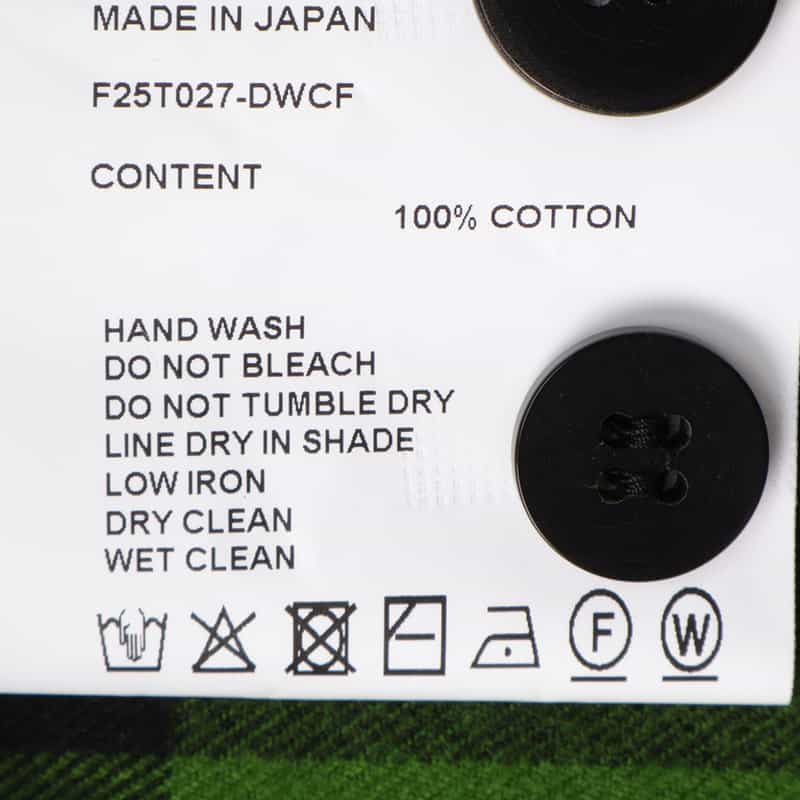 MADE IN JAPAN
F25T027-DWCF
CONTENT
100% COTTON
HAND WASH
DO NOT BLEACH
DO NOT TUMBLE DRY
LINE DRY IN SHADE
LOW IRON
DRY CLEAN
WET CLEAN
F W